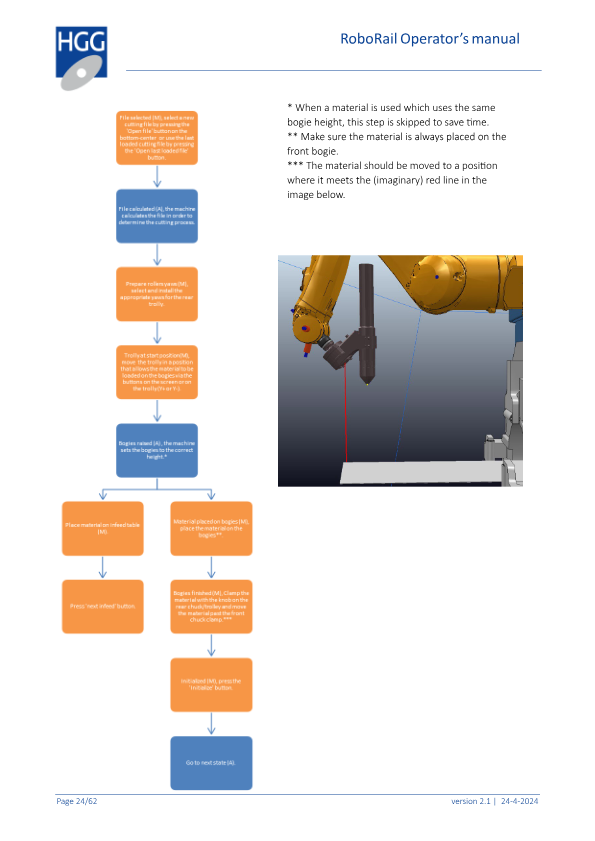 HGG
RoboRail Operator's manual
File selected (M), select a new
cutting file by pressing the
'Open file' button on the
bottom-center or use the last
loaded cutting file by pressing
the 'Open last loaded file'
button.
File calculated (A), the machine
calculates the file in order to
determine the cutting process.
Prepare rollers yaws (M),
select and install the
appropriate yaws for the rear
trolly.
Trolly at start position (M),
move the trolly in a position
that allows the material to be
loaded on the bogies via the
buttons on the screen or on
the trolly (Y+ or Y-)
Bogies raised (A), the machine
sets the bogies to the correct
height.*
Place material on infeed table
(M).
Press 'next infeed' button.
Material placed on bogies (M),
place the material on the
bogies**
Bogies finished (M), Clamp the
material with the knob on the
rear chuck/trolley and move
the material past the front
chuck clamp ***
Initialized (M), press the
'Initialize' button
Go to next state (A).
* When a material is used which uses the same
bogie height, this step is skipped to save time.
** Make sure the material is always placed on the
front bogie.
*** The material should be moved to a position
where it meets the (imaginary) red line in the
image below.
Page 24/62
version 2.1 | 24-4-2024